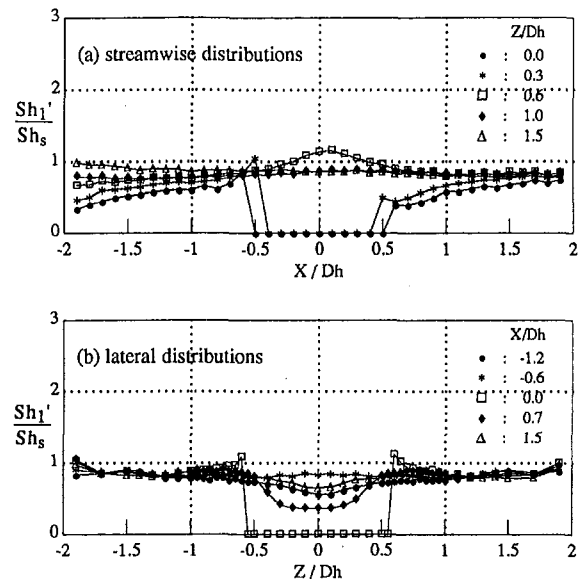 3
(a) streamwise distributions
Z/Dh
● : 0.0
* : 0.3
□ : 0.6
♦ : 1.0
△ : 1.5
2
Sh1'
Shs
1
0
-2 -1.5 -1 -0.5 0 0.5 1 1.5 2
X / Dh
3
(b) lateral distributions
X/Dh
● : -1.2
* : -0.6
□ : 0.0
♦ : 0.7
△ : 1.5
2
Sh1'
Shs
1
0
-2 -1.5 -1 -0.5 0 0.5 1 1.5 2
Z / Dh